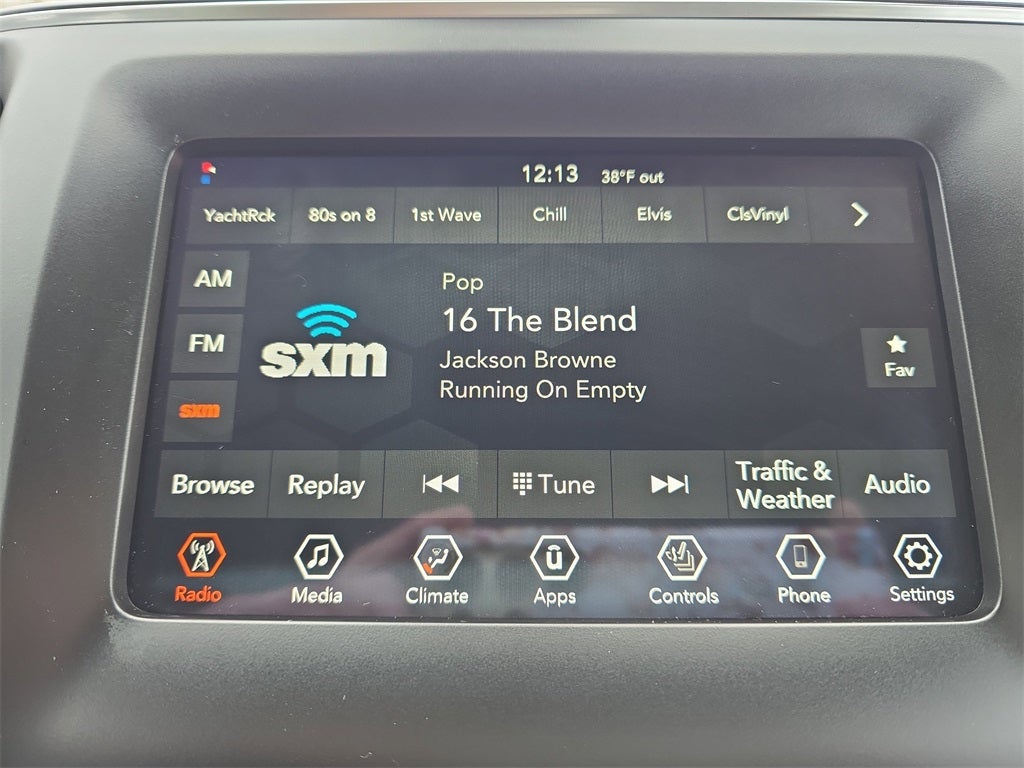 12:13 38°F out
YachtRck 80s on 8 1st Wave Chill Elvis ClsVinyl
AM
FM
sxm
sxm
Pop
16 The Blend
Jackson Browne
Running On Empty
Fav
Browse Replay Tune Traffic & Weather Audio
Radio Media Climate Apps Controls Phone Settings